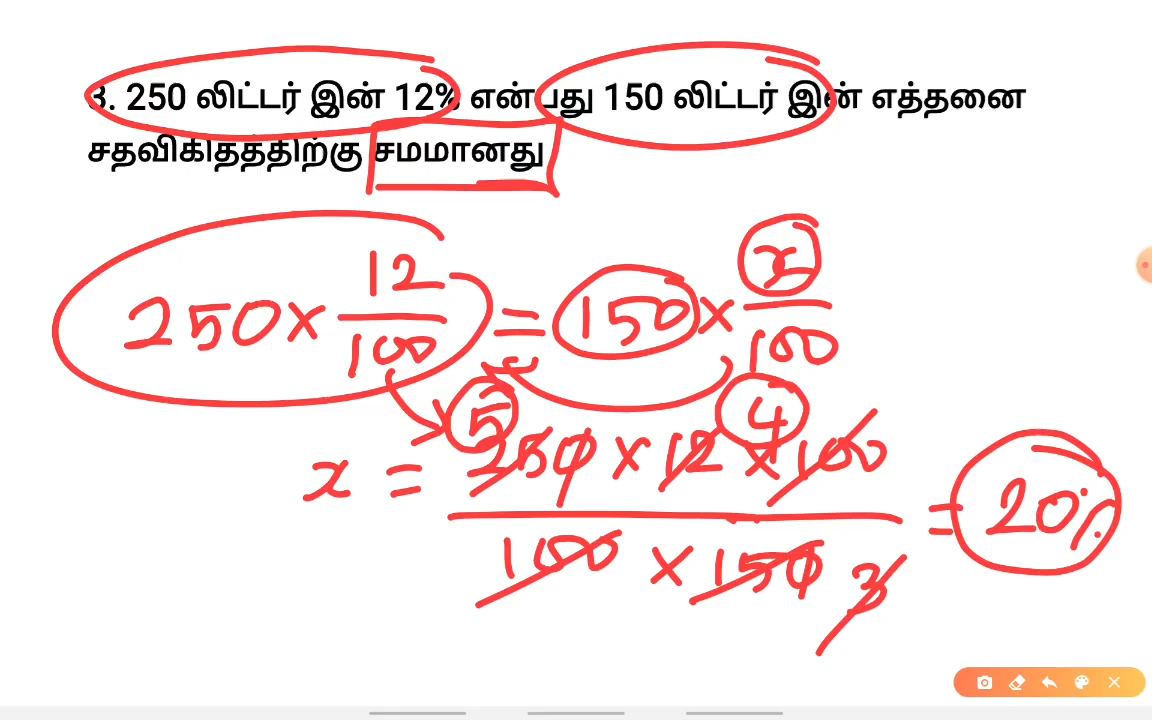 3. 250 லிட்டர் இன் 12% என்பது 150 லிட்டர் இன் எத்தனை
சதவிகிதத்திற்கு சமமானது
250 × 12/100 = 150 × x/100
5 4
x = 250 × 12 × 100 / 100 × 150 3 = 20%